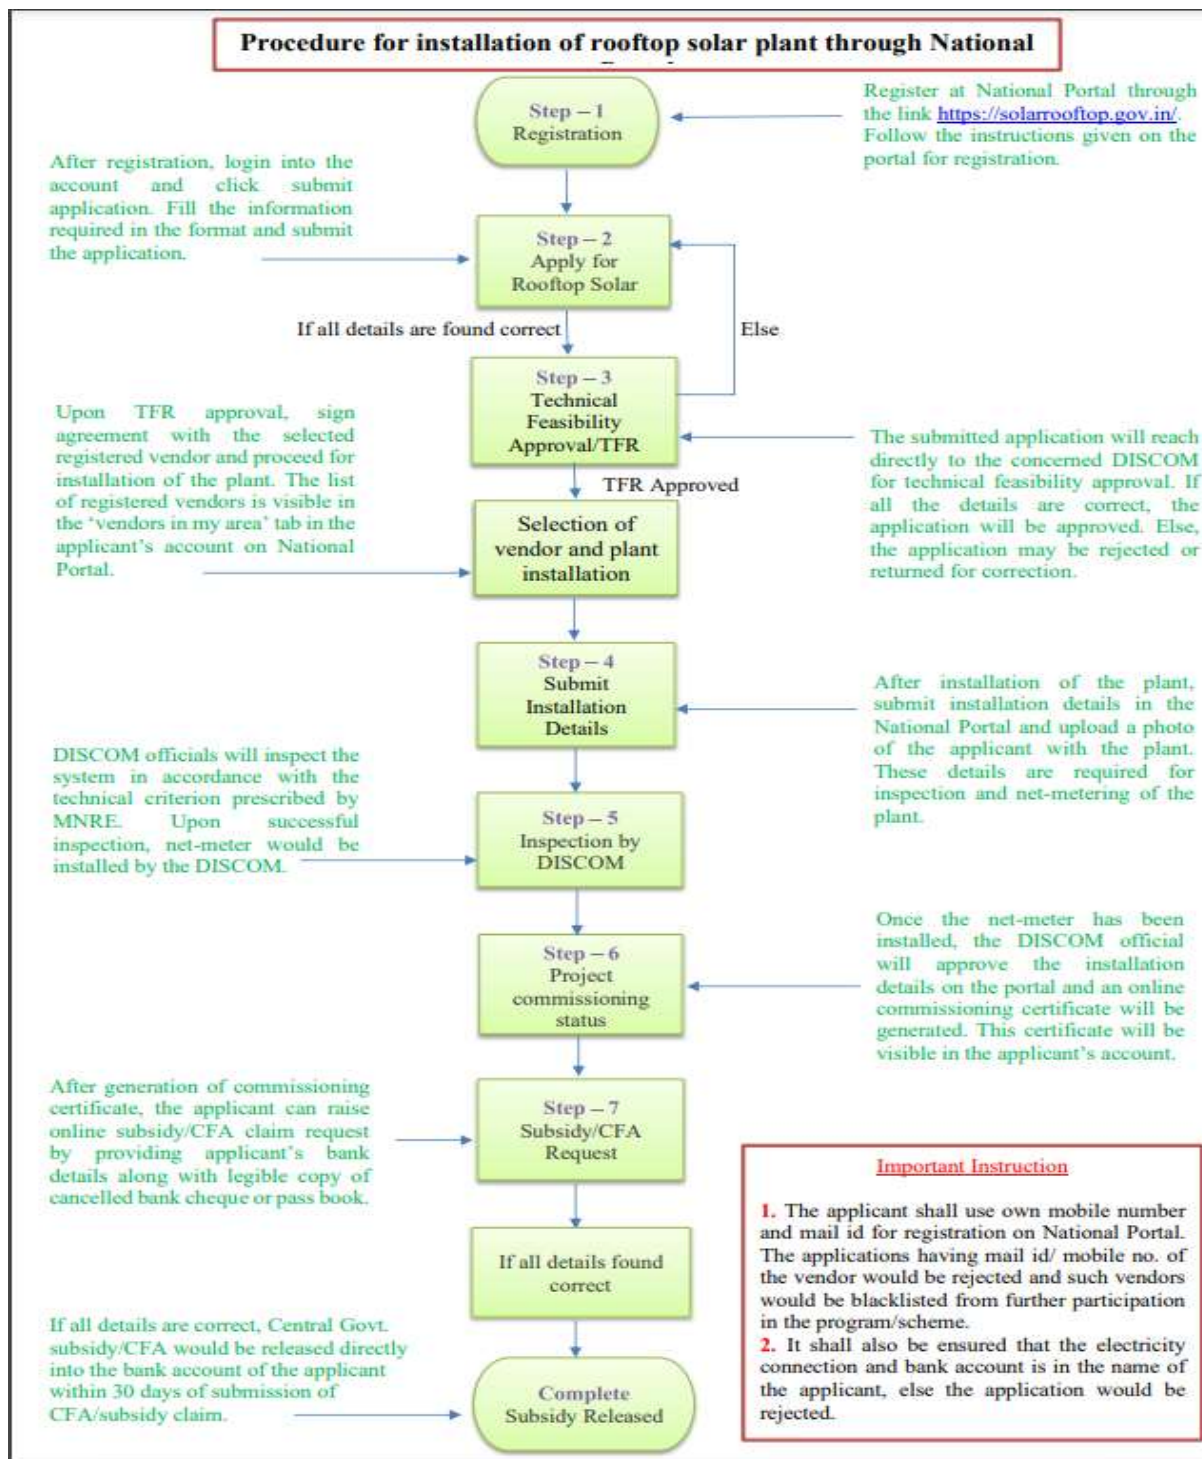 Procedure for installation of rooftop solar plant through National
Step – 1
Registration
Register at National Portal through
the link https://solarrooftop.gov.in/.
Follow the instructions given on the
portal for registration.
After registration, login into the
account and click submit
application. Fill the information
required in the format and submit
the application.
Step – 2
Apply for
Rooftop Solar
If all details are found correct
Else
Step – 3
Technical
Feasibility
Approval/TFR
The submitted application will reach
directly to the concerned DISCOM
for technical feasibility approval. If
all the details are correct, the
application will be approved. Else,
the application may be rejected or
returned for correction.
TFR Approved
Upon TFR approval, sign
agreement with the selected
registered vendor and proceed for
installation of the plant. The list
of registered vendors is visible in
the ‘vendors in my area’ tab in the
applicant’s account on National
Portal.
Selection of
vendor and plant
installation
Step – 4
Submit
Installation
Details
After installation of the plant,
submit installation details in the
National Portal and upload a photo
of the applicant with the plant.
These details are required for
inspection and net-metering of the
plant.
DISCOM officials will inspect the
system in accordance with the
technical criterion prescribed by
MNRE. Upon successful
inspection, net-meter would be
installed by the DISCOM.
Step – 5
Inspection by
DISCOM
Step – 6
Project
commissioning
status
Once the net-meter has been
installed, the DISCOM official
will approve the installation
details on the portal and an online
commissioning certificate will be
generated. This certificate will be
visible in the applicant’s account.
After generation of commissioning
certificate, the applicant can raise
online subsidy/CFA claim request
by providing applicant’s bank
details along with legible copy of
cancelled bank cheque or pass book.
Step – 7
Subsidy/CFA
Request
If all details found
correct
If all details are correct, Central Govt.
subsidy/CFA would be released directly
into the bank account of the applicant
within 30 days of submission of
CFA/subsidy claim.
Complete
Subsidy Released
Important Instruction
1. The applicant shall use own mobile number
and mail id for registration on National Portal.
The applications having mail id/ mobile no. of
the vendor would be rejected and such vendors
would be blacklisted from further participation
in the program/scheme.
2. It shall also be ensured that the electricity
connection and bank account is in the name of
the applicant, else the application would be
rejected.